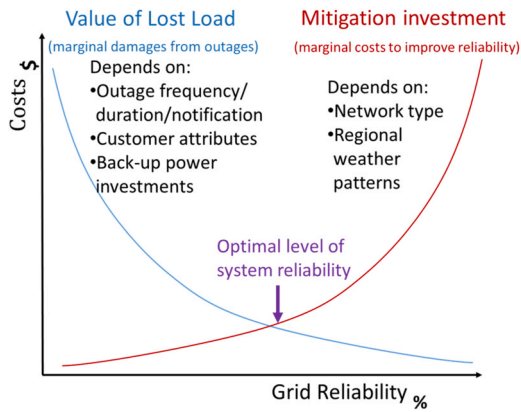 Value of Lost Load
(marginal damages from outages)
Depends on:
•Outage frequency/
duration/notification
•Customer attributes
•Back-up power
investments
Mitigation investment
(marginal costs to improve reliability)
Depends on:
•Network type
•Regional
weather
patterns
Costs $
Optimal level of
system reliability
Grid Reliability %